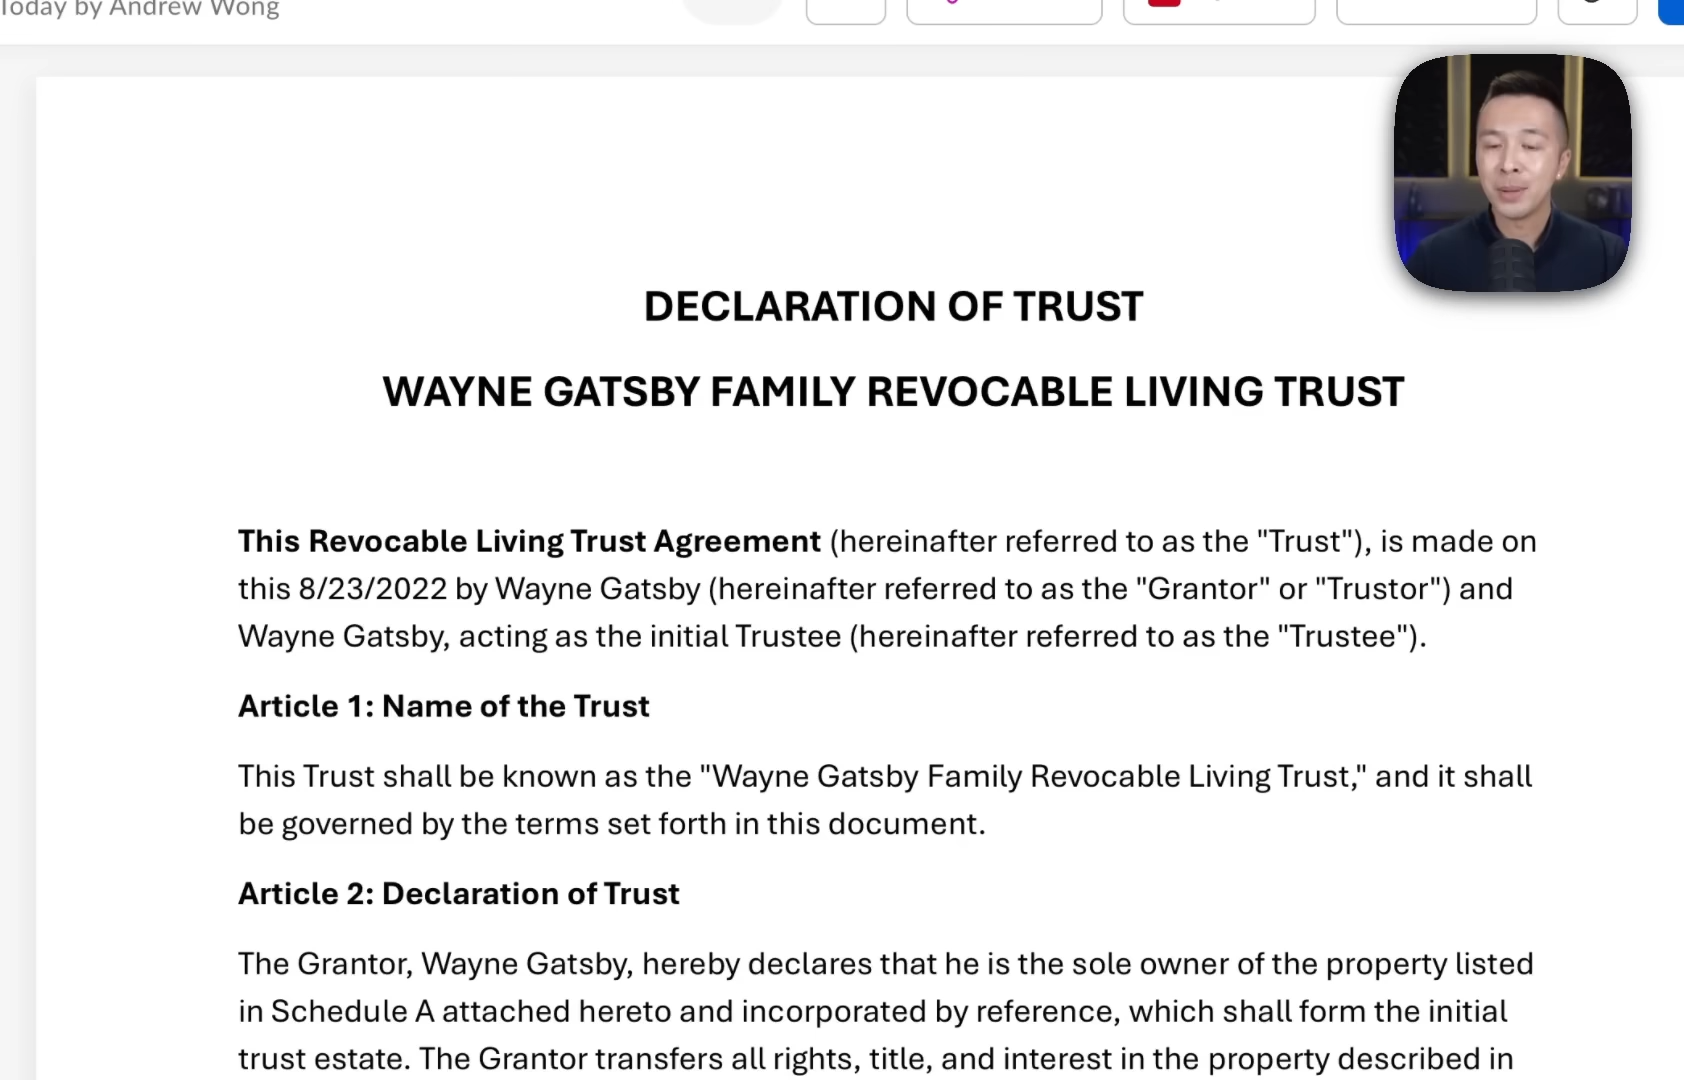 Today by Andrew Wong
DECLARATION OF TRUST
WAYNE GATSBY FAMILY REVOCABLE LIVING TRUST
This Revocable Living Trust Agreement (hereinafter referred to as the "Trust"), is made on
this 8/23/2022 by Wayne Gatsby (hereinafter referred to as the "Grantor" or "Trustor") and
Wayne Gatsby, acting as the initial Trustee (hereinafter referred to as the "Trustee").
Article 1: Name of the Trust
This Trust shall be known as the "Wayne Gatsby Family Revocable Living Trust," and it shall
be governed by the terms set forth in this document.
Article 2: Declaration of Trust
The Grantor, Wayne Gatsby, hereby declares that he is the sole owner of the property listed
in Schedule A attached hereto and incorporated by reference, which shall form the initial
trust estate. The Grantor transfers all rights, title, and interest in the property described in